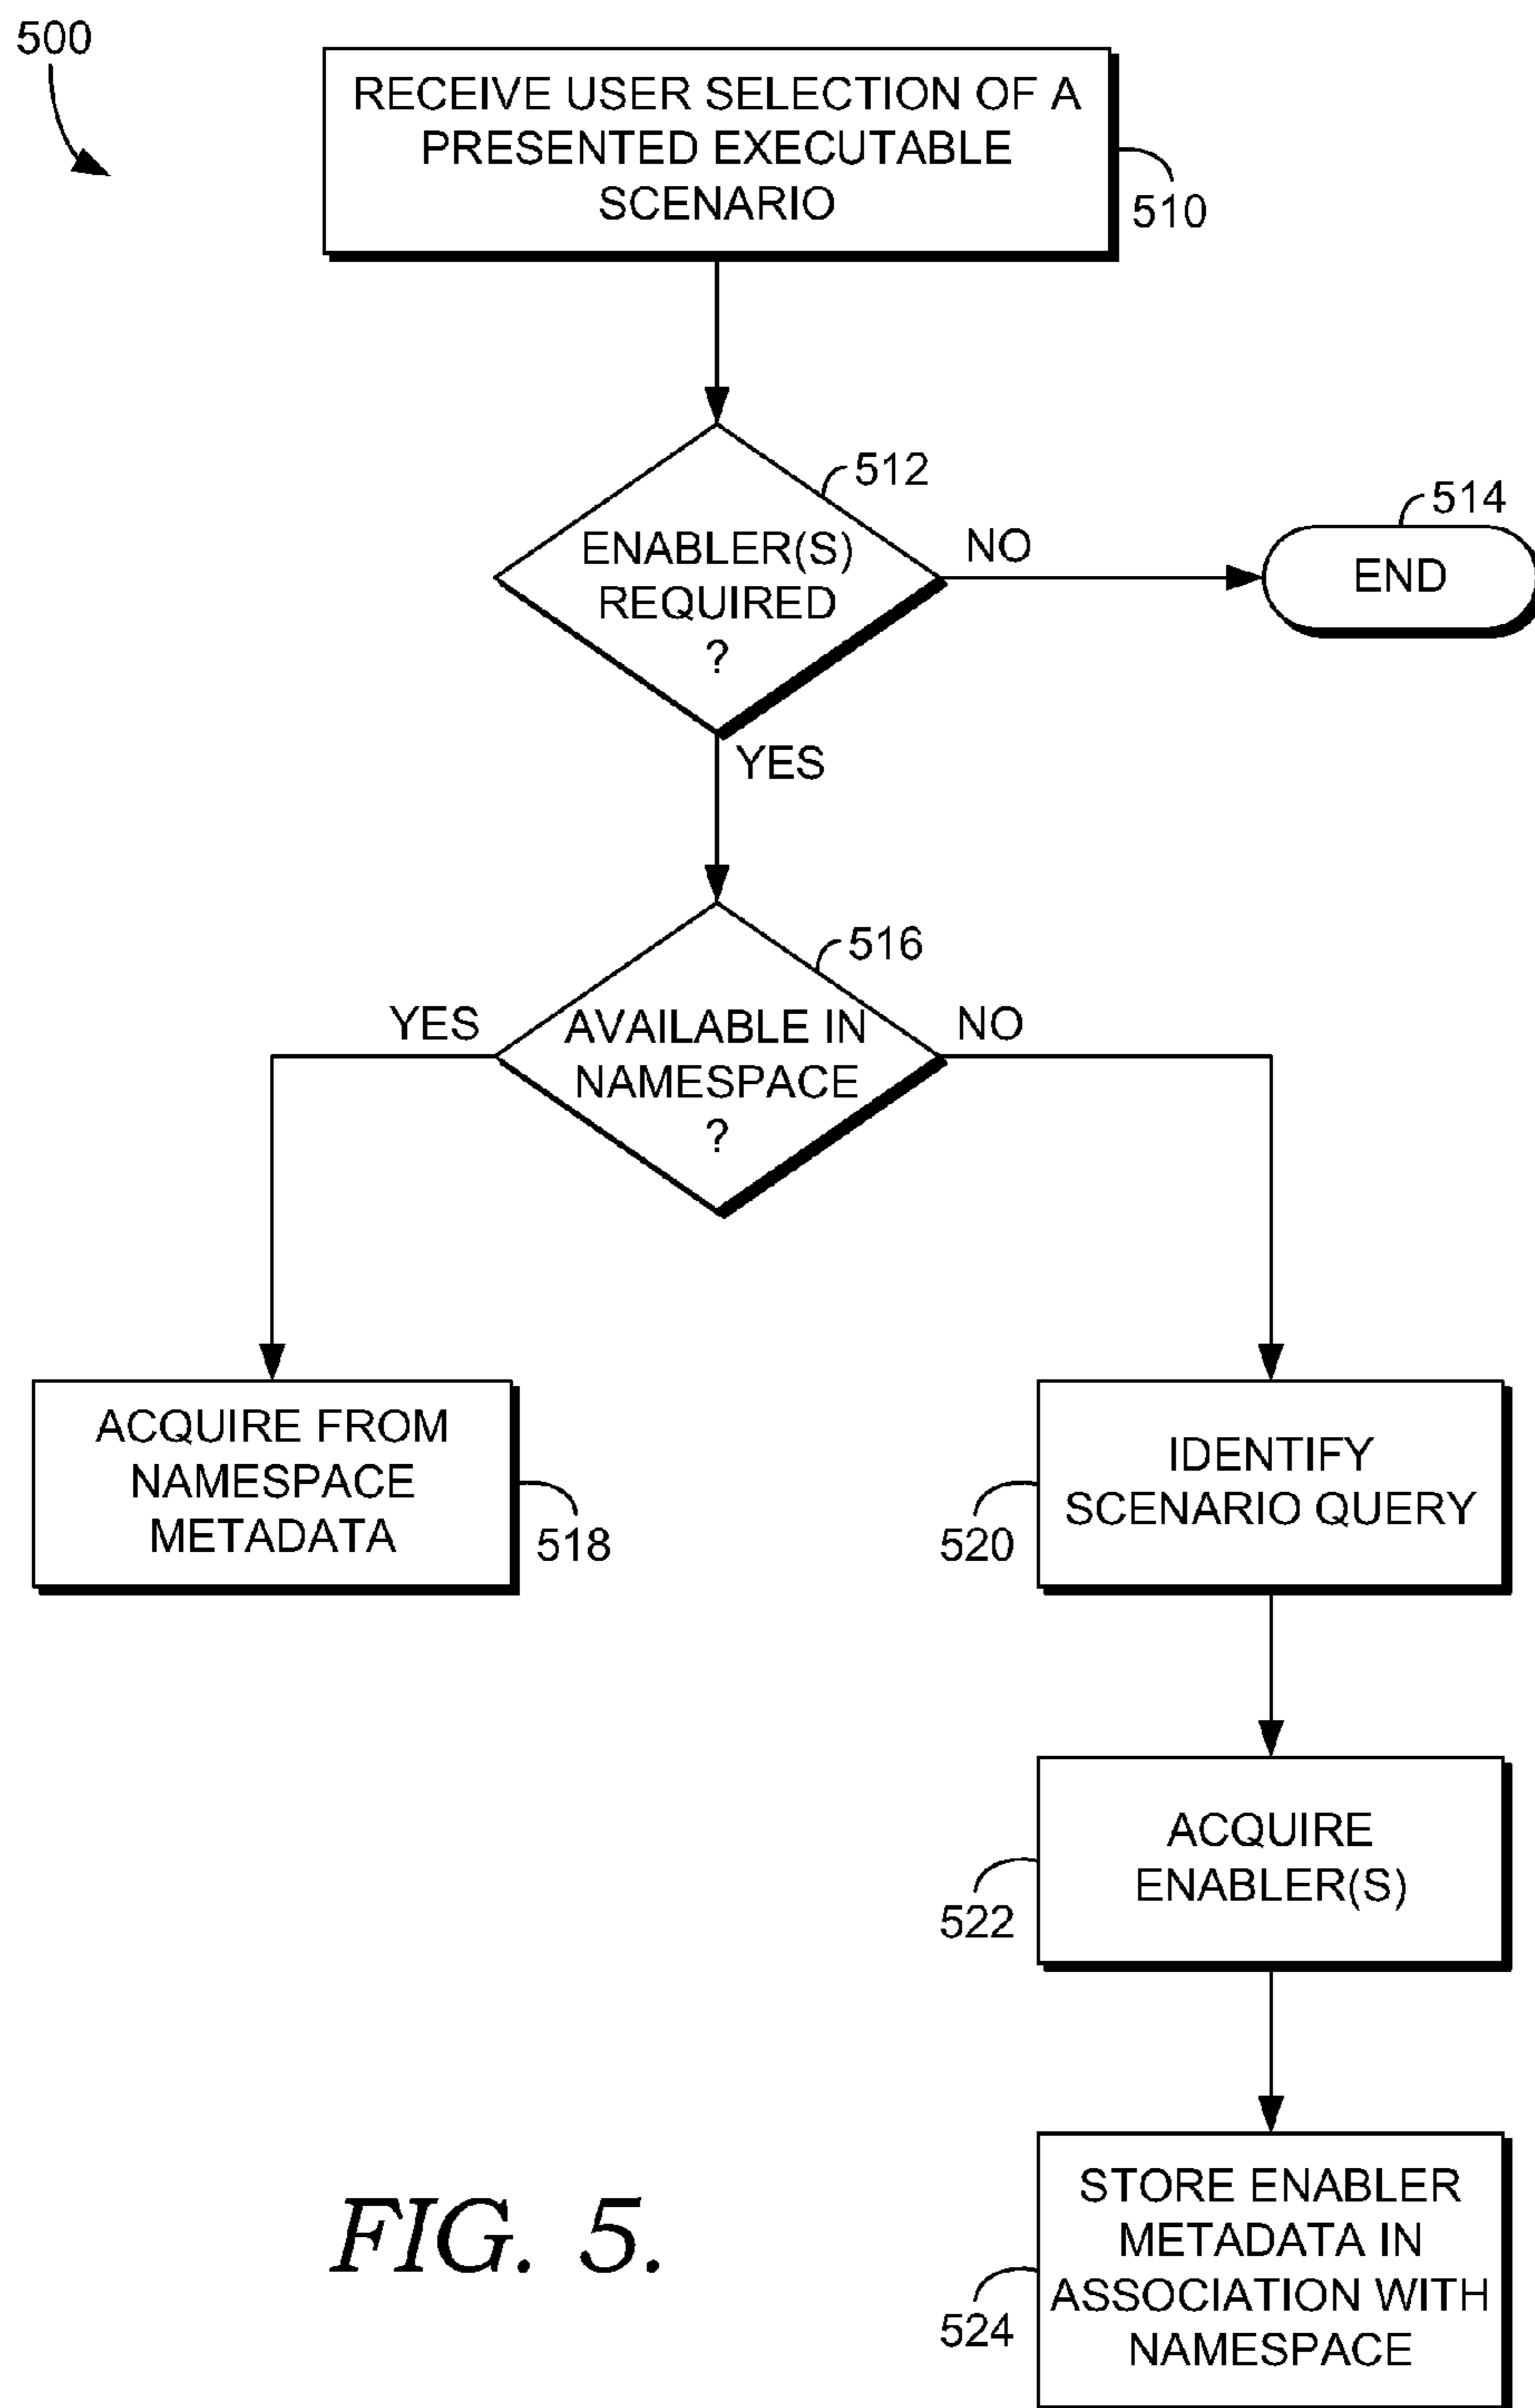 500
RECEIVE USER SELECTION OF A
PRESENTED EXECUTABLE
SCENARIO
510
512
ENABLER(S)
REQUIRED
?
NO
514
END
YES
516
YES
AVAILABLE IN
NAMESPACE
?
NO
ACQUIRE FROM
NAMESPACE
METADATA
518
IDENTIFY
SCENARIO QUERY
520
ACQUIRE
ENABLER(S)
522
STORE ENABLER
METADATA IN
ASSOCIATION WITH
NAMESPACE
524
FIG. 5.